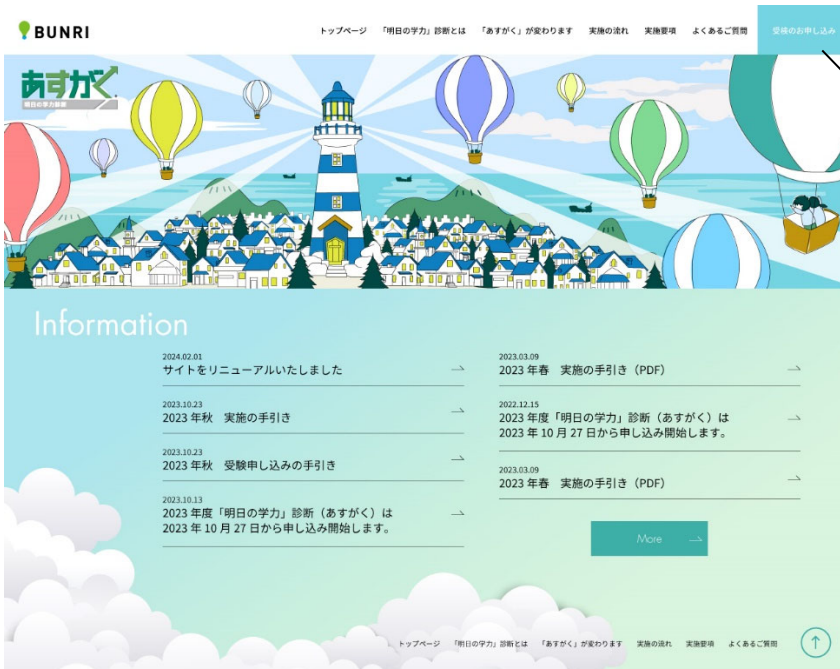 BUNRI
トップページ 「明日の学力」診断とは 「あすがく」が変わります 実施の流れ 実施要項 よくあるご質問 受検のお申し込み
あすがく
明日の学力診断
Information
2024.02.01
サイトをリニューアルいたしました
2023.10.23
2023 年秋 実施の手引き
2023.10.23
2023 年秋 受験申し込みの手引き
2023.10.13
2023 年度「明日の学力」診断（あすがく）は
2023 年 10 月 27 日から申し込み開始します。
2023.03.09
2023 年春 実施の手引き（PDF）
2022.12.15
2023 年度「明日の学力」診断（あすがく）は
2023 年 10 月 27 日から申し込み開始します。
2023.03.09
2023 年春 実施の手引き（PDF）
More
トップページ 「明日の学力」診断とは 「あすがく」が変わります 実施の流れ 実施要項 よくあるご質問